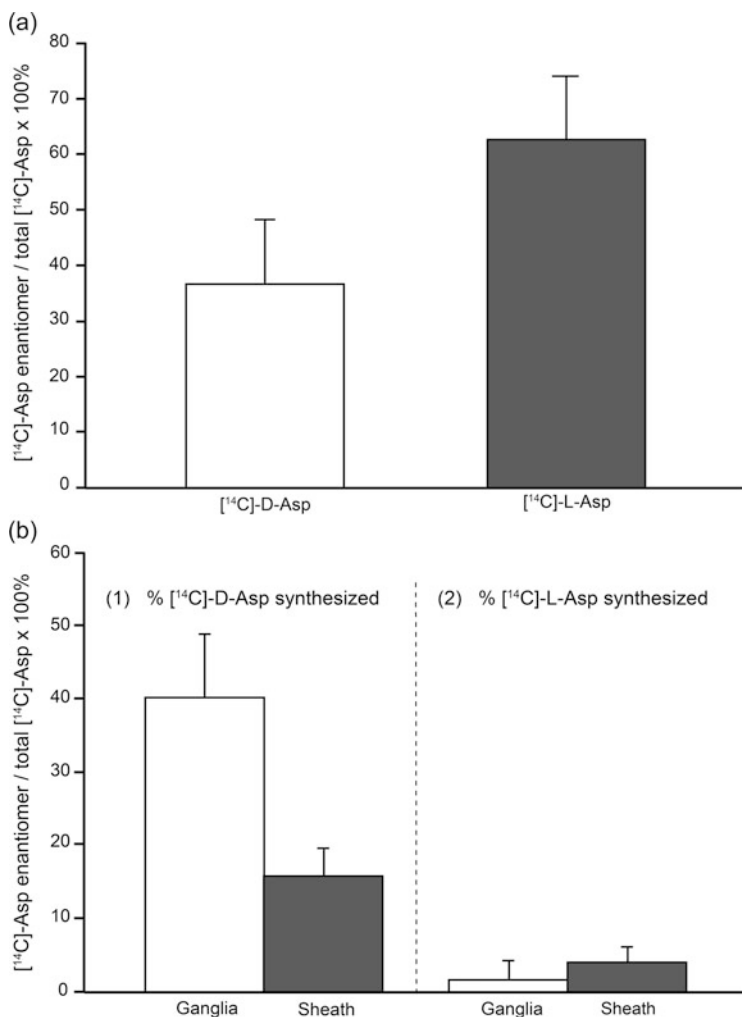 (a)
[¹⁴C]-Asp enantiomer / total [¹⁴C]-Asp x 100%
80
70
60
50
40
30
20
10
0
[¹⁴C]-D-Asp [¹⁴C]-L-Asp
(b)
[¹⁴C]-Asp enantiomer / total [¹⁴C]-Asp x 100%
60
50
40
30
20
10
0
(1) % [¹⁴C]-D-Asp synthesized
(2) % [¹⁴C]-L-Asp synthesized
Ganglia Sheath Ganglia Sheath